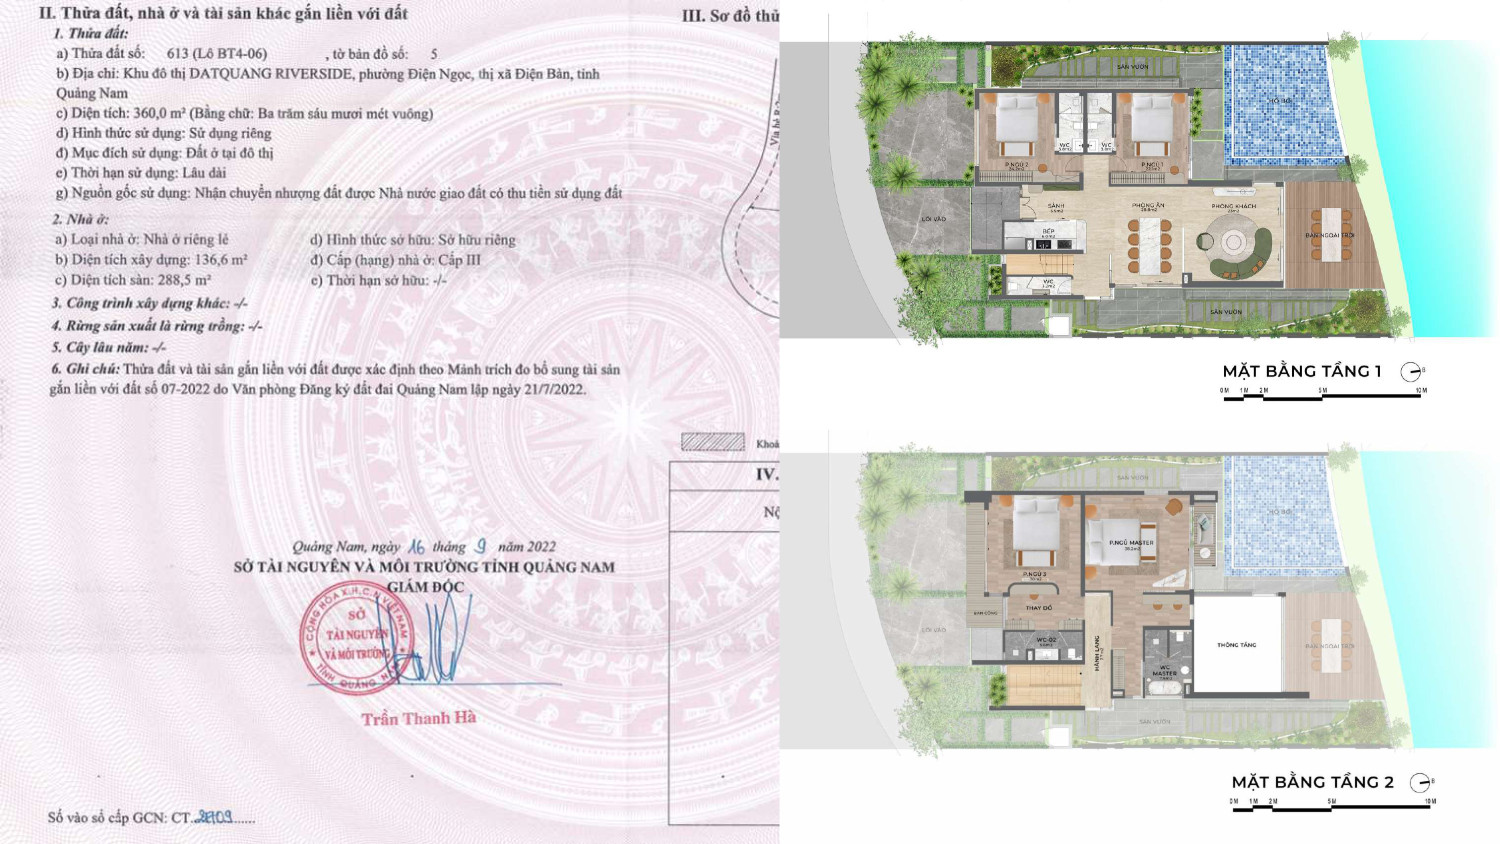 II. Thửa đất, nhà ở và tài sản khác gắn liền với đất
1. Thửa đất:
a) Thửa đất số: 613 (Lô BT4-06) , tờ bản đồ số: 5
b) Địa chỉ: Khu đô thị DATQUANG RIVERSIDE, phường Điện Ngọc, thị xã Điện Bàn, tỉnh
Quảng Nam
c) Diện tích: 360,0 m² (Bằng chữ: Ba trăm sáu mươi mét vuông)
d) Hình thức sử dụng: Sử dụng riêng
đ) Mục đích sử dụng: Đất ở tại đô thị
e) Thời hạn sử dụng: Lâu dài
g) Nguồn gốc sử dụng: Nhận chuyển nhượng đất được Nhà nước giao đất có thu tiền sử dụng đất
2. Nhà ở:
a) Loại nhà ở: Nhà ở riêng lẻ d) Hình thức sở hữu: Sở hữu riêng
b) Diện tích xây dựng: 136,6 m² đ) Cấp (hạng) nhà ở: Cấp III
c) Diện tích sàn: 288,5 m² e) Thời hạn sở hữu: -/-
3. Công trình xây dựng khác: -/-
4. Rừng sản xuất là rừng trồng: -/-
5. Cây lâu năm: -/-
6. Ghi chú: Thửa đất và tài sản gắn liền với đất được xác định theo Mảnh trích đo bổ sung tài sản
gắn liền với đất số 07-2022 do Văn phòng Đăng ký đất đai Quảng Nam lập ngày 21/7/2022.
Quảng Nam, ngày 16 tháng 9 năm 2022
SỞ TÀI NGUYÊN VÀ MÔI TRƯỜNG TỈNH QUẢNG NAM
GIÁM ĐỐC
CỘNG HÒA X.H.C.N VIỆT NAM
SỞ
TÀI NGUYÊN
VÀ MÔI TRƯỜNG
TỈNH QUẢNG NAM
Trần Thanh Hà
Số vào sổ cấp GCN: CT
III. Sơ đồ thử
Vỉa hè
Khoả
IV.
Nộ
SÂN VƯỜN
HỒ BƠI
WC
WC
P.NGỦ 2
P.NGỦ 1
LỐI VÀO
SẢNH
PHÒNG ĂN
PHÒNG KHÁCH
BẾP
BÀN NGOÀI TRỜI
WC
SÂN VƯỜN
MẶT BẰNG TẦNG 1
B
0M 1M 2M 5M 10M
SÂN VƯỜN
HỒ BƠI
P.NGỦ MASTER
P.NGỦ 3
BAN CÔNG
THAY ĐỒ
LỐI VÀO
WC-02
HÀNH LANG
THÔNG TẦNG
BÀN NGOÀI TRỜI
WC
MASTER
SÂN VƯỜN
MẶT BẰNG TẦNG 2
B
0M 1M 2M 5M 10M